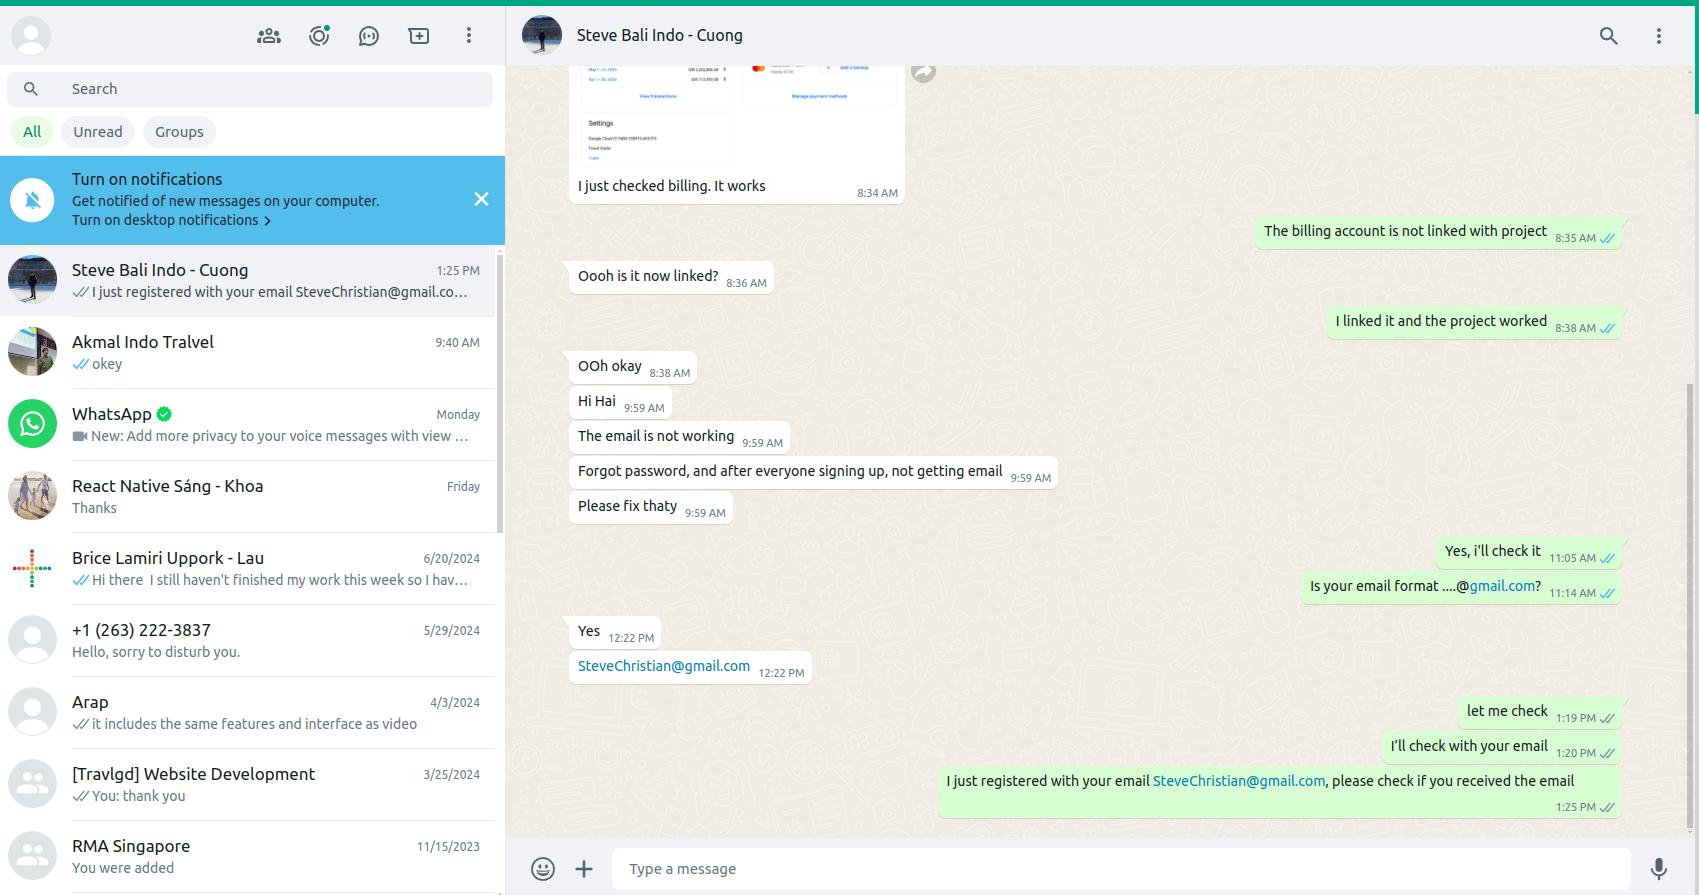 Search
All
Unread
Groups
Turn on notifications
Get notified of new messages on your computer.
Turn on desktop notifications >
Steve Bali Indo - Cuong
1:25 PM
I just registered with your email SteveChristian@gmail.co...
Akmal Indo Tralvel
9:40 AM
okey
WhatsApp
Monday
New: Add more privacy to your voice messages with view ...
React Native Sáng - Khoa
Friday
Thanks
Brice Lamiri Uppork - Lau
6/20/2024
Hi there I still haven't finished my work this week so I hav...
+1 (263) 222-3837
5/29/2024
Hello, sorry to disturb you.
Arap
4/3/2024
it includes the same features and interface as video
[Travlgd] Website Development
3/25/2024
You: thank you
RMA Singapore
11/15/2023
You were added
Steve Bali Indo - Cuong
View transactions
Manage payment methods
Settings
Travel Guide
I just checked billing. It works
8:34 AM
The billing account is not linked with project
8:35 AM
Oooh is it now linked?
8:36 AM
I linked it and the project worked
8:38 AM
OOh okay
8:38 AM
Hi Hai
9:59 AM
The email is not working
9:59 AM
Forgot password, and after everyone signing up, not getting email
9:59 AM
Please fix thaty
9:59 AM
Yes, i'll check it
11:05 AM
Is your email format ....@gmail.com?
11:14 AM
Yes
12:22 PM
SteveChristian@gmail.com
12:22 PM
let me check
1:19 PM
I’ll check with your email
1:20 PM
I just registered with your email SteveChristian@gmail.com, please check if you received the email
1:25 PM
Type a message